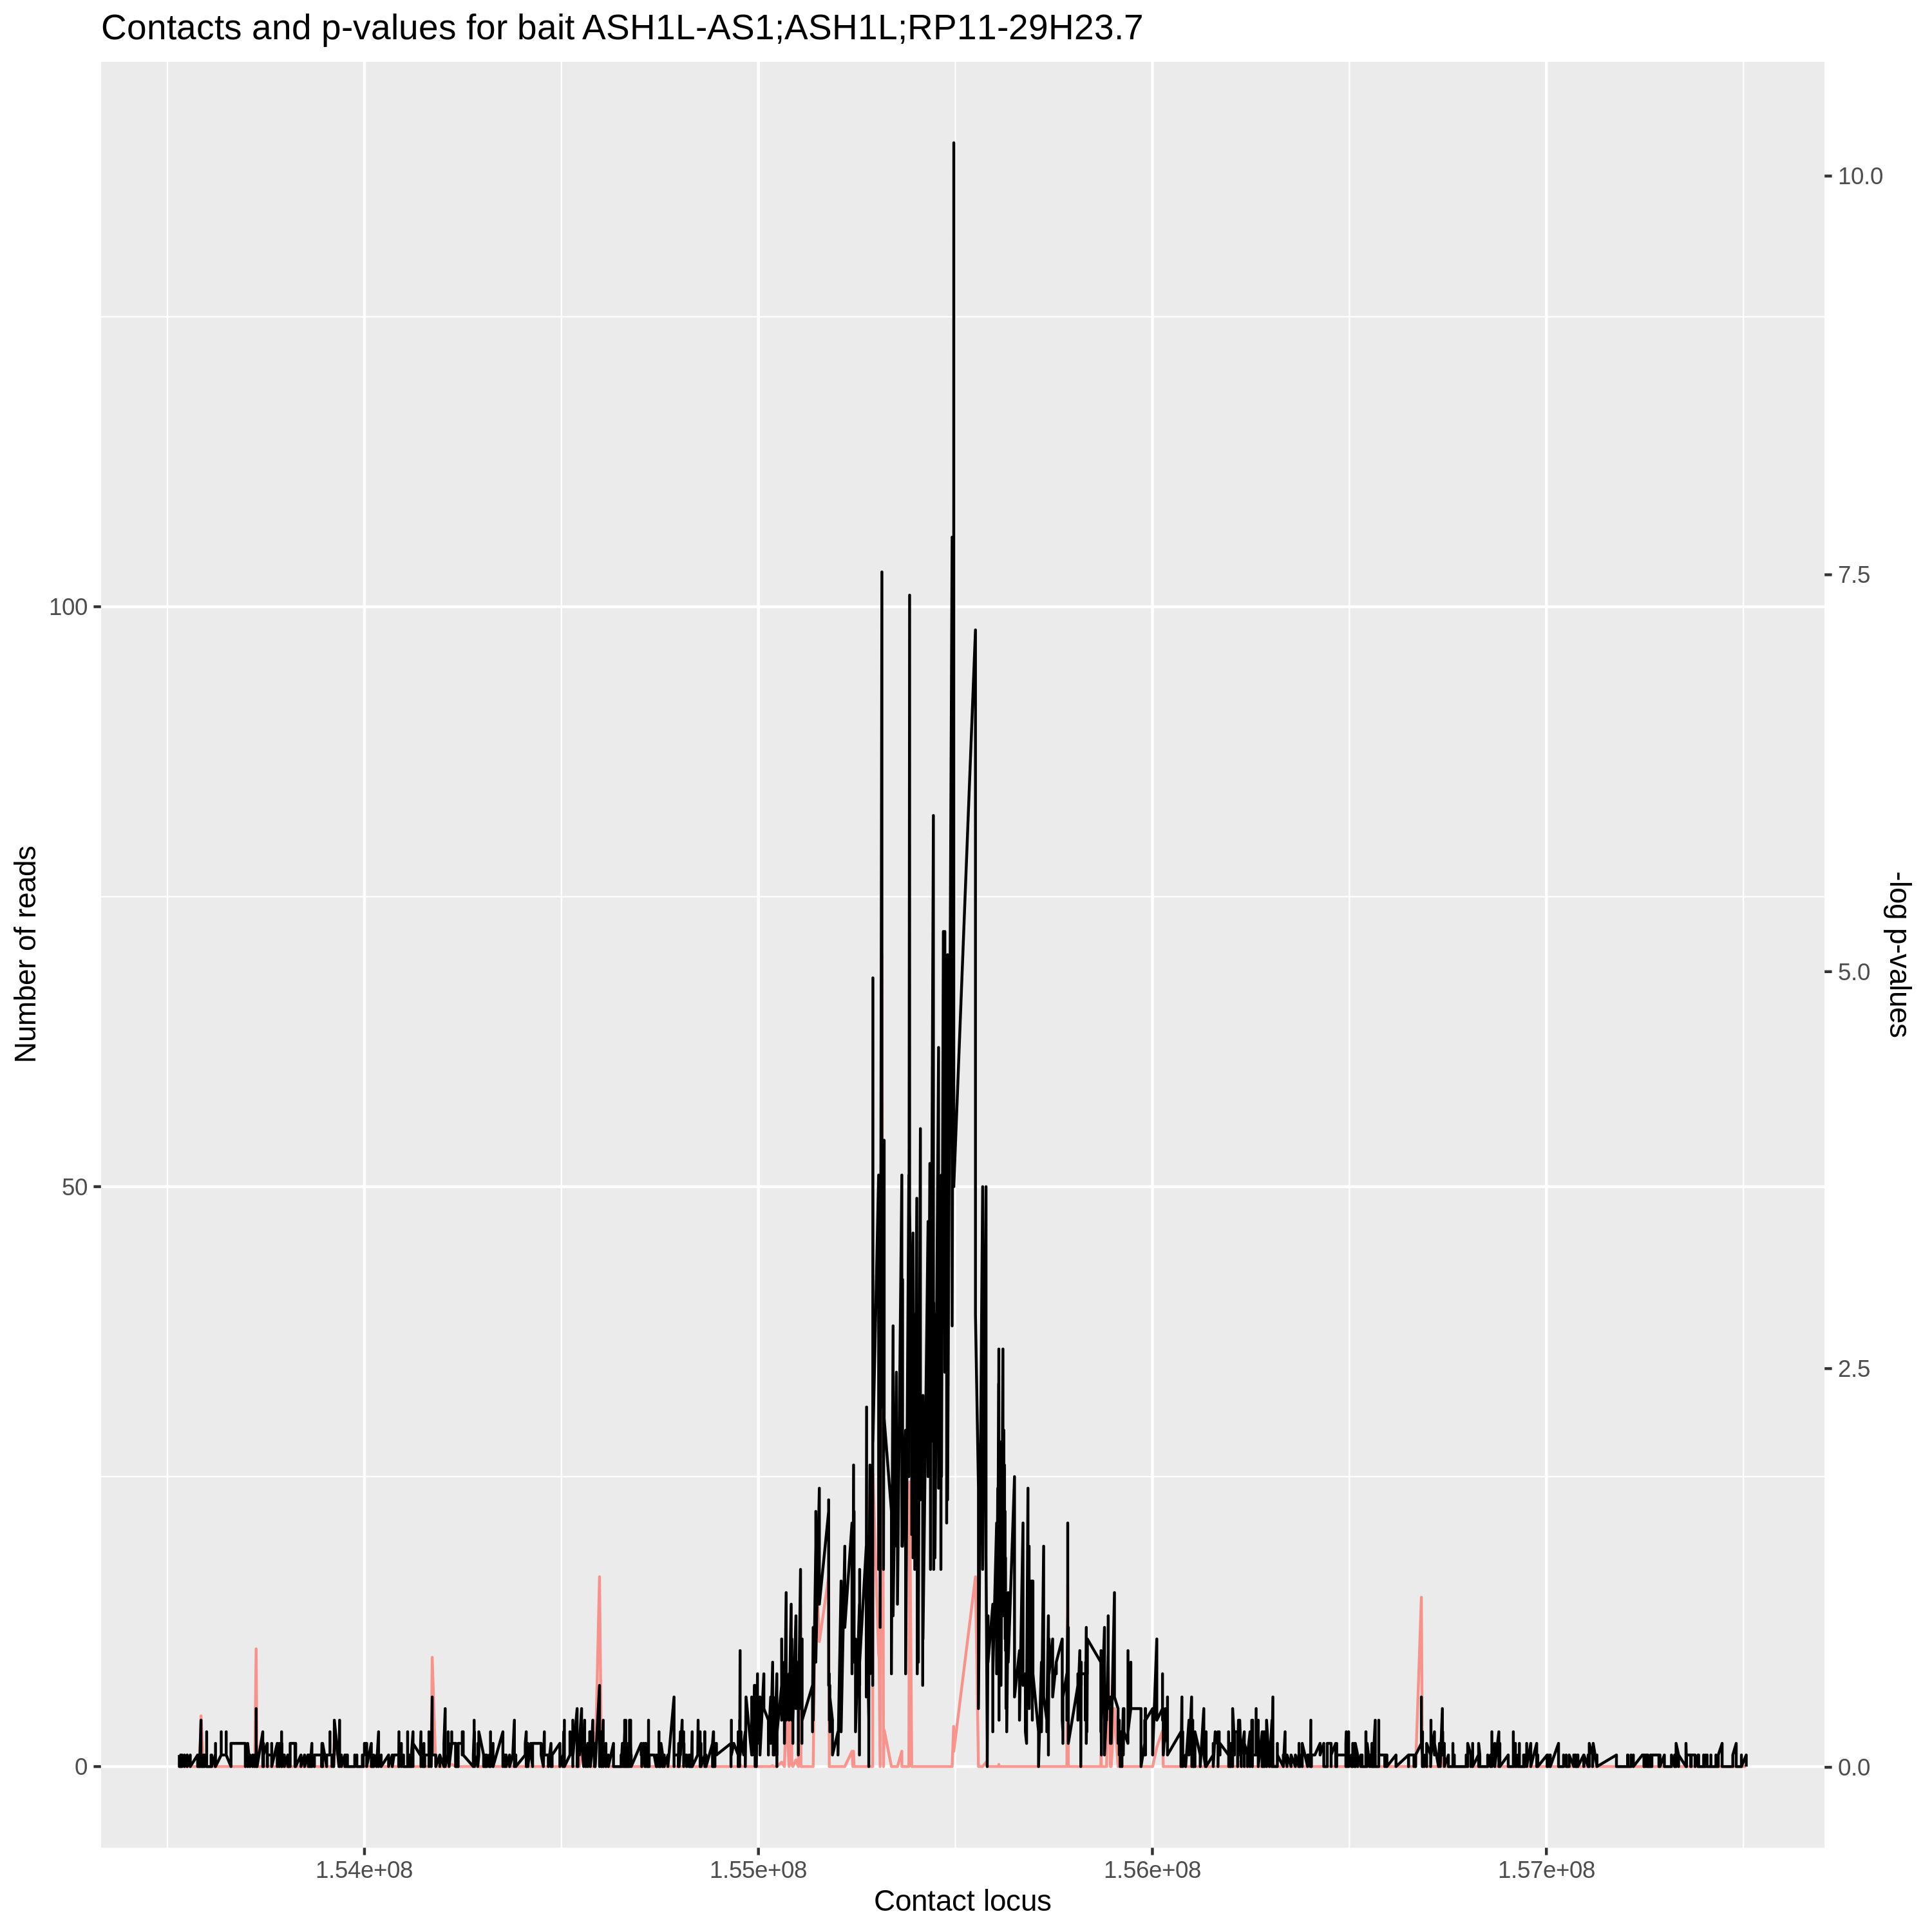 Contacts and p-values for bait ASH1L-AS1;ASH1L;RP11-29H23.7
Number of reads
100
50
0
10.0
7.5
5.0
2.5
0.0
-log p-values
1.54e+08
1.55e+08
1.56e+08
1.57e+08
Contact locus